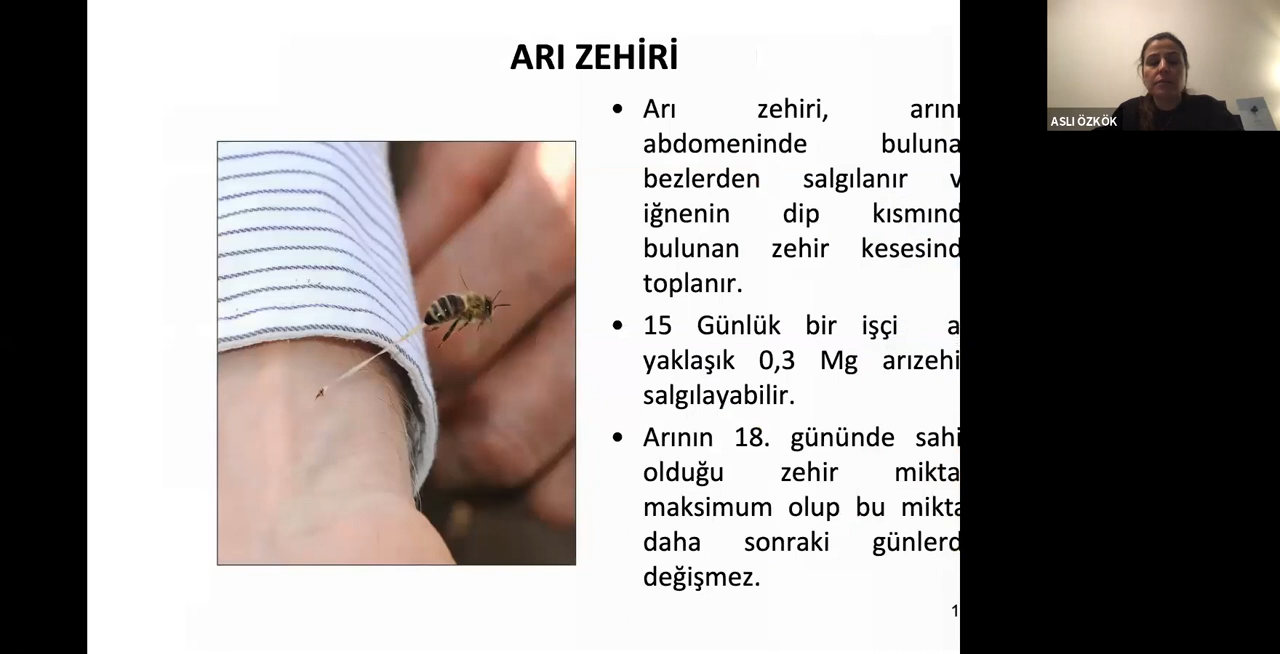 ARI ZEHİRİ
ASLI ÖZKÖK
• Arı zehiri, arını
abdomeninde buluna
bezlerden salgılanır v
iğnenin dip kısmınd
bulunan zehir kesesind
toplanır.
• 15 Günlük bir işçi a
yaklaşık 0,3 Mg arızehi
salgılayabilir.
• Arının 18. gününde sahi
olduğu zehir mikta
maksimum olup bu mikta
daha sonraki günlerd
değişmez.
1